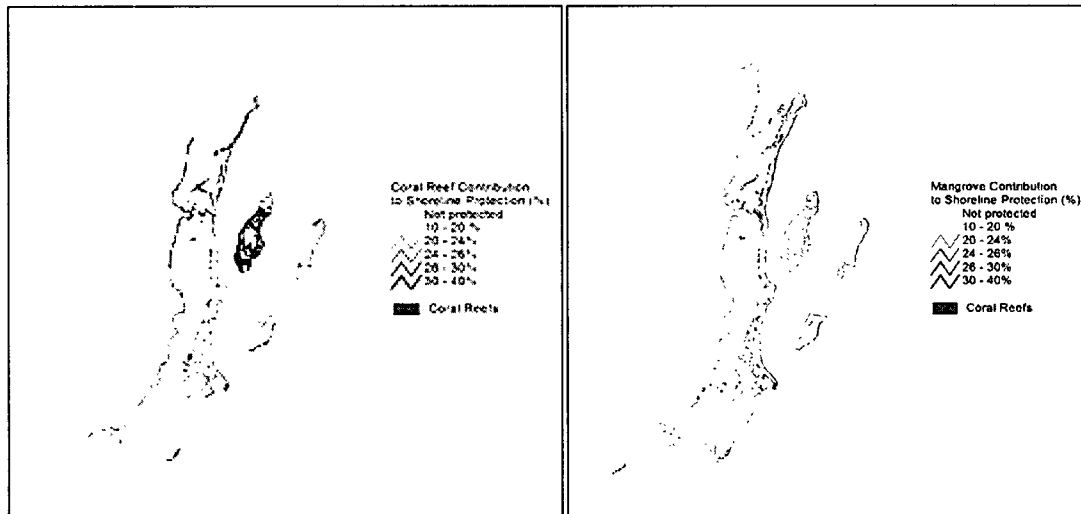 Coral Reef Contribution
to Shoreline Protection (%)
Not protected
10 - 20 %
20 - 24%
24 - 26%
26 - 30%
30 - 40%
Coral Reefs
Mangrove Contribution
to Shoreline Protection (%)
Not protected
10 - 20 %
20 - 24%
24 - 26%
26 - 30%
30 - 40%
Coral Reefs